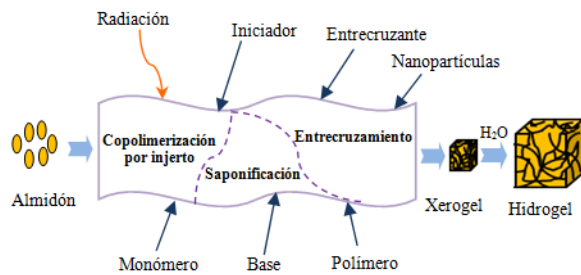 Radiación
Iniciador
Entrecruzante
Nanopartículas
Copolimerización
por injerto
Entrecruzamiento
Saponificación
H₂O
Almidón
Xerogel
Hidrogel
Monómero
Base
Polímero